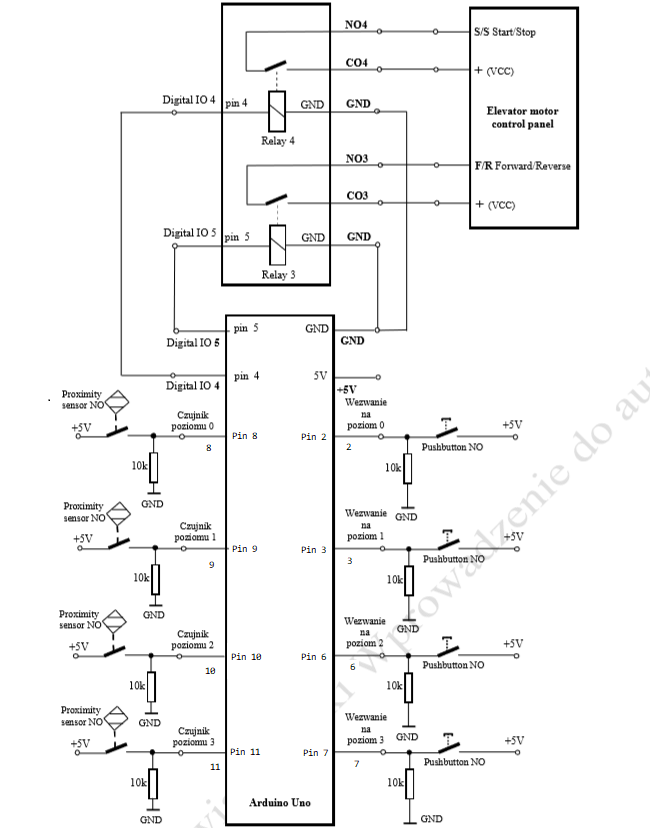 NO4
S/S Start/Stop
CO4
+ (VCC)
Digital IO 4
pin 4
GND
GND
Elevator motor
control panel
Relay 4
NO3
F/R Forward/Reverse
CO3
+ (VCC)
Digital IO 5
pin 5
GND
GND
Relay 3
pin 5
GND
Digital IO 5
GND
pin 4
5V
Digital IO 4
+5V
Proximity
sensor NO
+5V
Czujnik
poziomu 0
8
Pin 8
10k
GND
Pin 2
Wezwanie
na
poziom 0
2
+5V
Pushbutton NO
10k
GND
Proximity
sensor NO
+5V
Czujnik
poziomu 1
9
Pin 9
10k
GND
Pin 3
Wezwanie
na
poziom 1
3
+5V
Pushbutton NO
10k
GND
Proximity
sensor NO
+5V
Czujnik
poziomu 2
10
Pin 10
10k
GND
Pin 6
Wezwanie
na
poziom 2
6
+5V
Pushbutton NO
10k
GND
Proximity
sensor NO
+5V
Czujnik
poziomu 3
11
Pin 11
10k
GND
Pin 7
Wezwanie
na
poziom 3
7
+5V
Pushbutton NO
10k
GND
Arduino Uno
wprowadzenie do